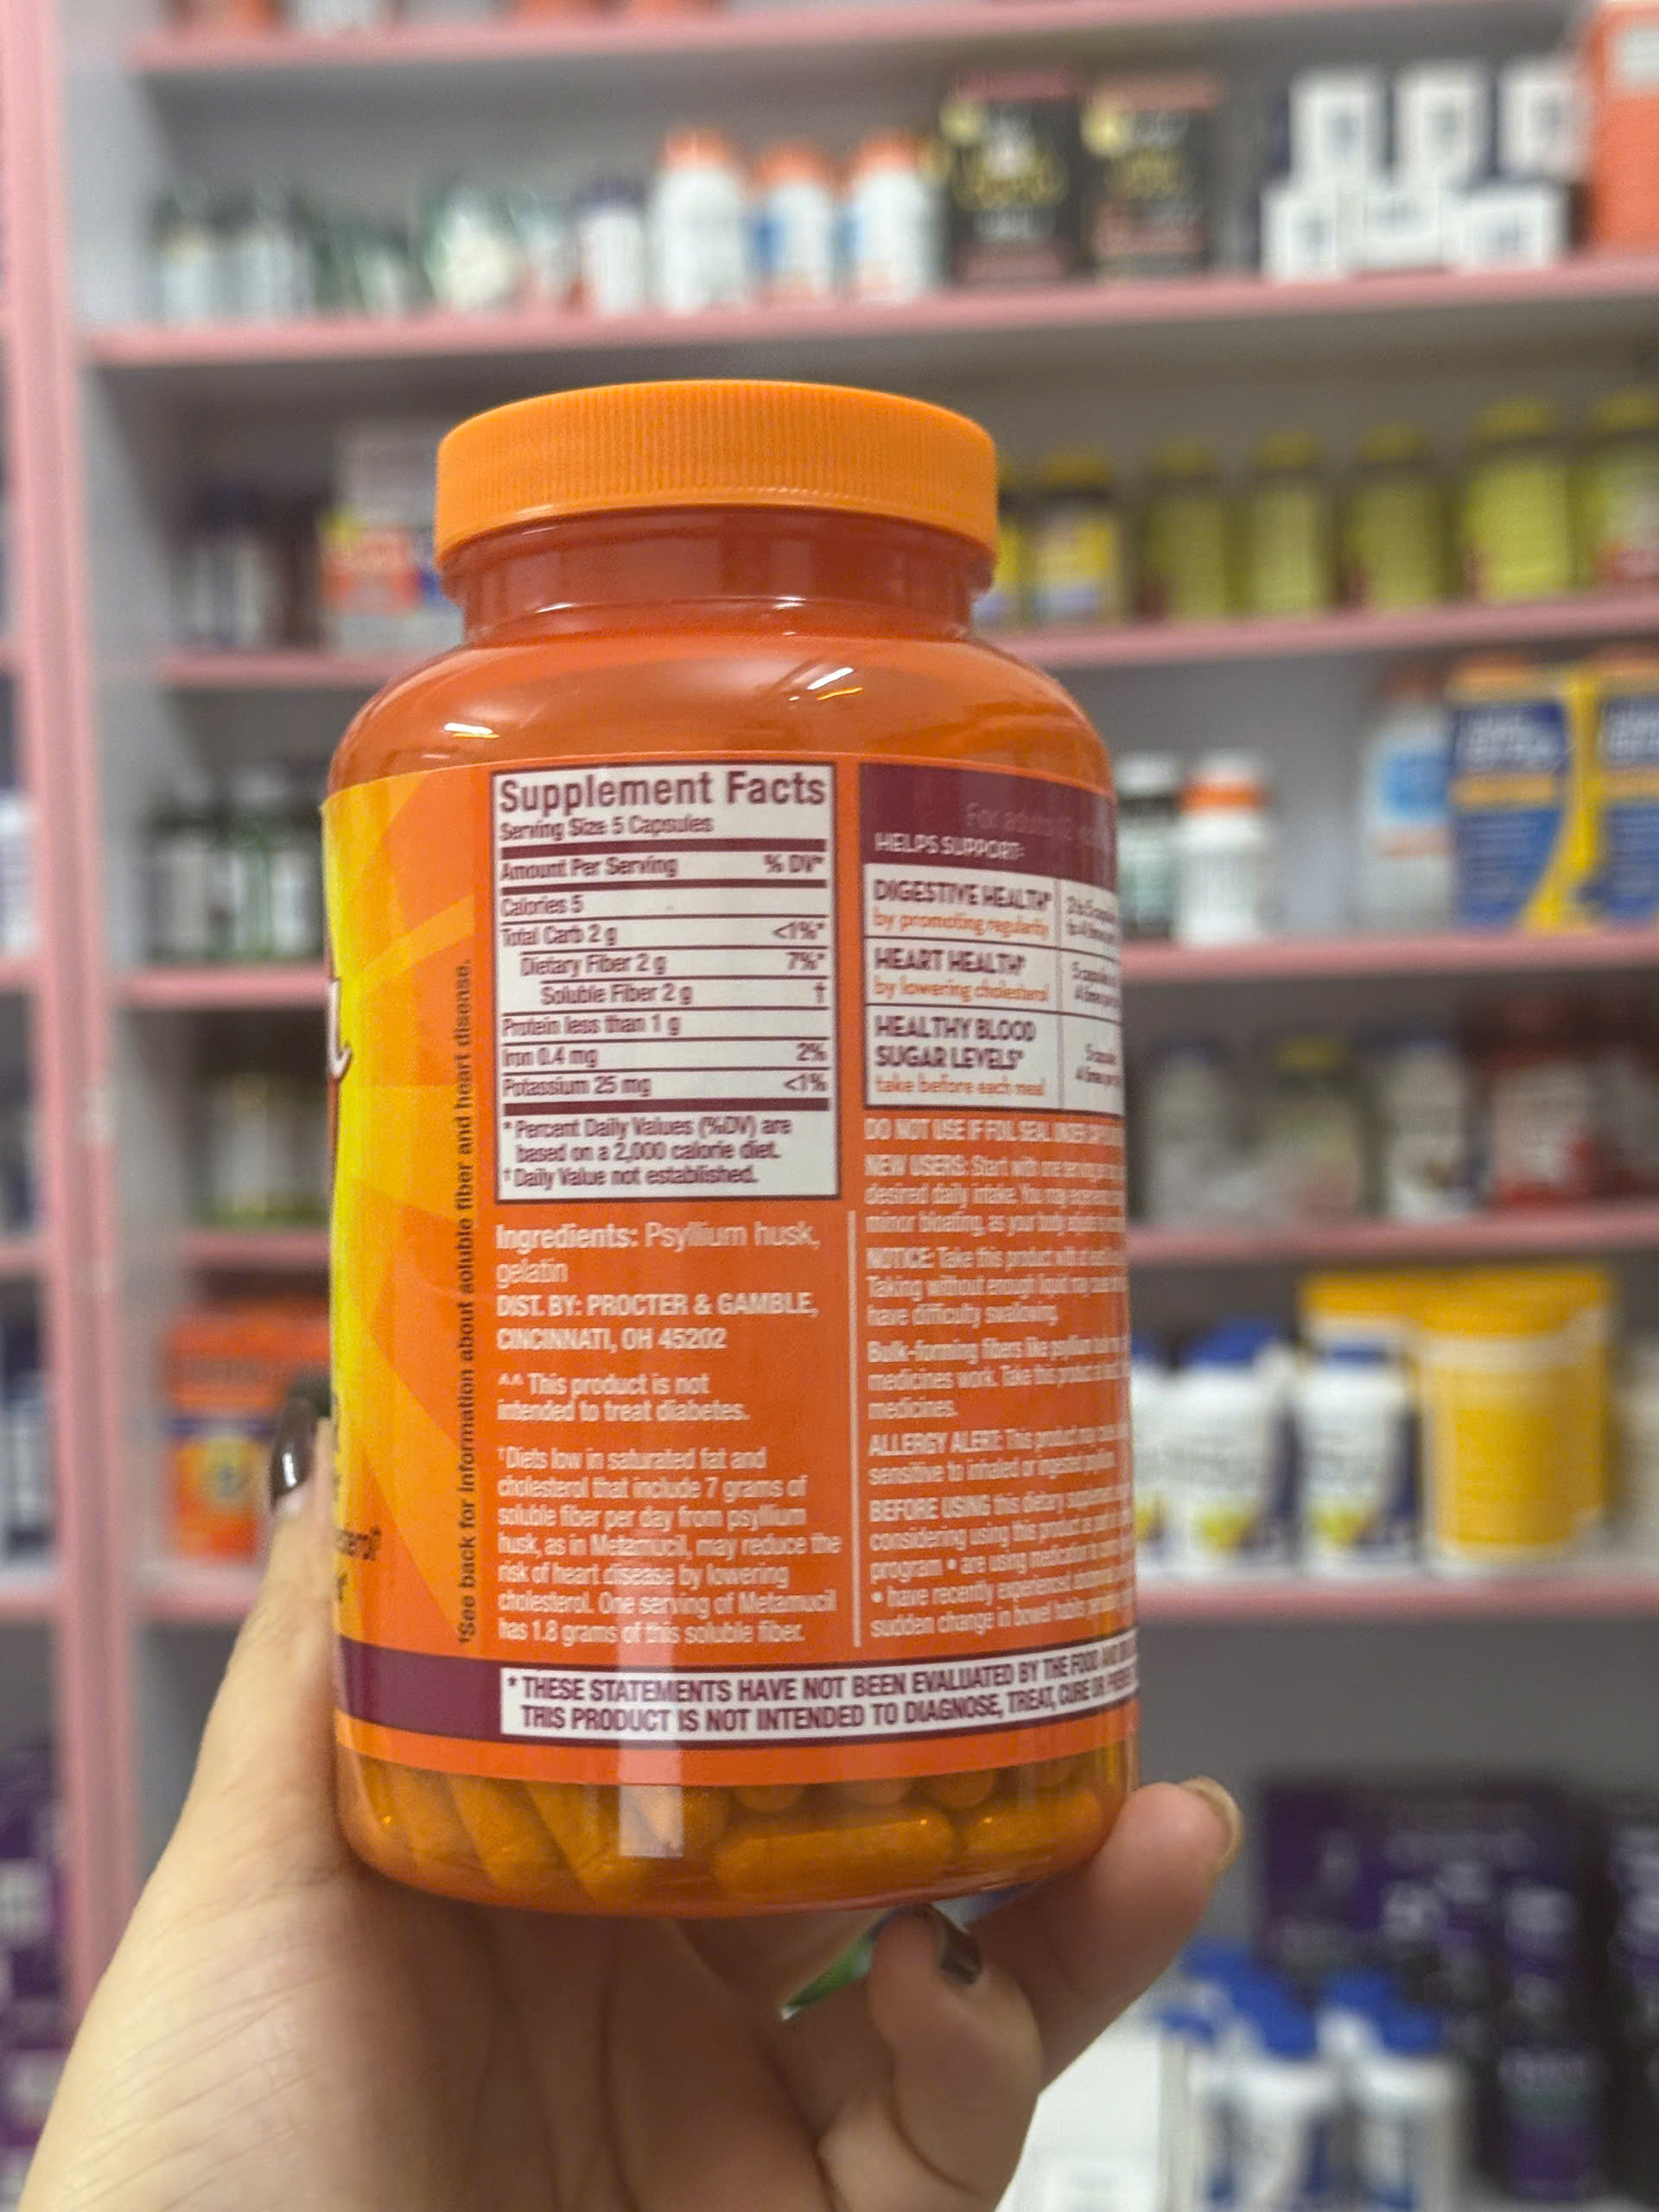 Supplement Facts
Serving Size 5 Capsules
Amount Per Serving % DV*
Calories 5
Total Carb 2 g <1%*
Dietary Fiber 2 g 7%*
Soluble Fiber 2 g †
Protein less than 1 g
Iron 0.4 mg 2%
Potassium 25 mg <1%
* Percent Daily Values (%DV) are
based on a 2,000 calorie diet.
† Daily Value not established.
Ingredients: Psyllium husk,
gelatin
DIST. BY: PROCTER & GAMBLE,
CINCINNATI, OH 45202
^^ This product is not
intended to treat diabetes.
†Diets low in saturated fat and
cholesterol that include 7 grams of
soluble fiber per day from psyllium
husk, as in Metamucil, may reduce the
risk of heart disease by lowering
cholesterol. One serving of Metamucil
has 1.8 grams of this soluble fiber.
†See back for information about soluble fiber and heart disease.
HELPS SUPPORT:
DIGESTIVE HEALTH*
by promoting regularity
HEART HEALTH†
by lowering cholesterol
HEALTHY BLOOD
SUGAR LEVELS*
take before each meal
DO NOT USE IF FOIL SEAL
NEW USERS: Start with one
desired daily intake. You may
minor bloating, as your body
NOTICE: Take this product with at
Taking without enough liquid may
have difficulty swallowing.
Bulk-forming fibers like psyllium
medicines work. Take this product
medicines.
ALLERGY ALERT: This product may
sensitive to inhaled or ingested
BEFORE USING this dietary
considering using this product as
program • are using medication
• have recently experienced
sudden change in bowel habits
* THESE STATEMENTS HAVE NOT BEEN EVALUATED BY THE FOOD
THIS PRODUCT IS NOT INTENDED TO DIAGNOSE, TREAT, CURE OR